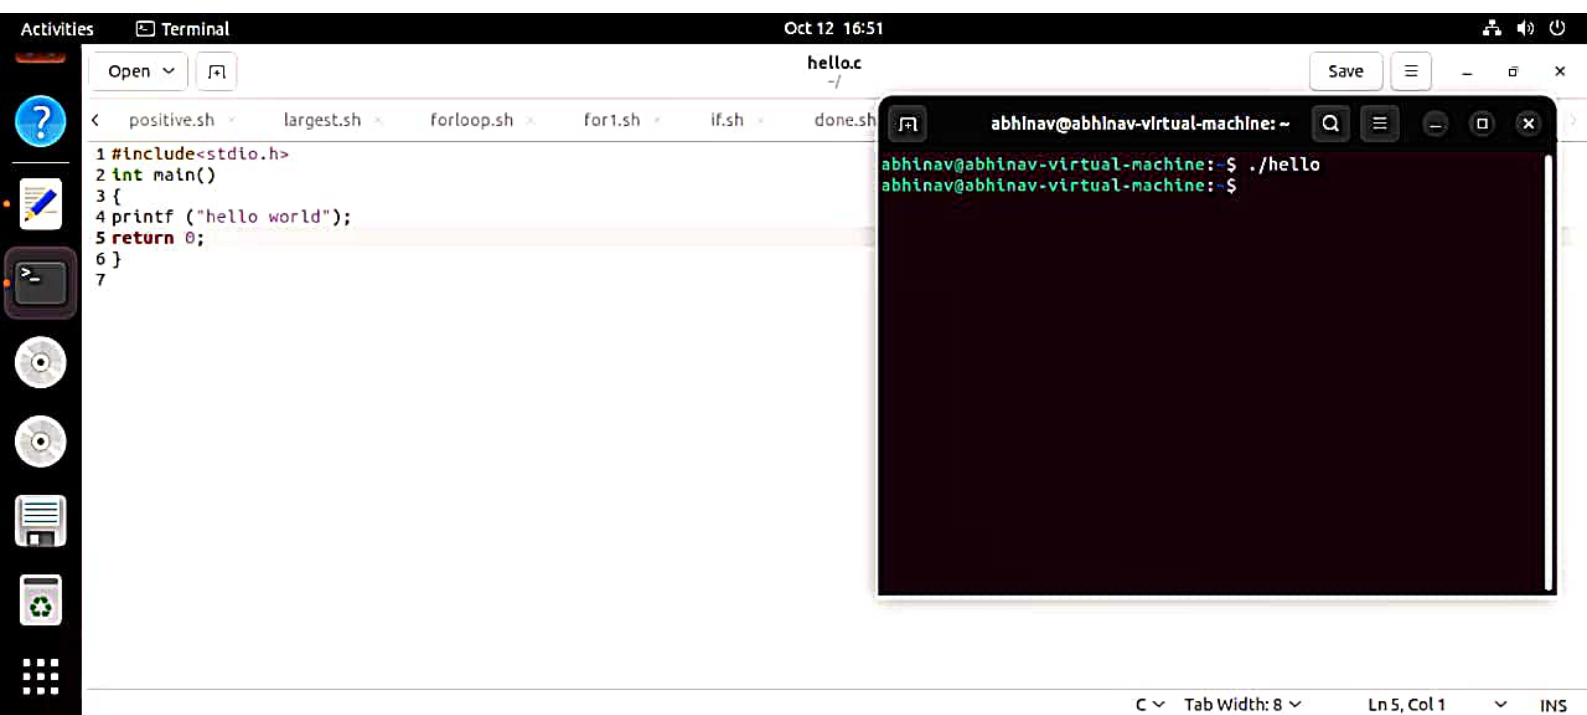 Activities Terminal Oct 12 16:51
Open hello.c Save
~/
positive.sh largest.sh forloop.sh for1.sh if.sh done.sh
1 #include<stdio.h>
2 int main()
3 {
4 printf ("hello world");
5 return 0;
6 }
7
abhinav@abhinav-virtual-machine: ~
abhinav@abhinav-virtual-machine:~$ ./hello
abhinav@abhinav-virtual-machine:~$
C Tab Width: 8 Ln 5, Col 1 INS